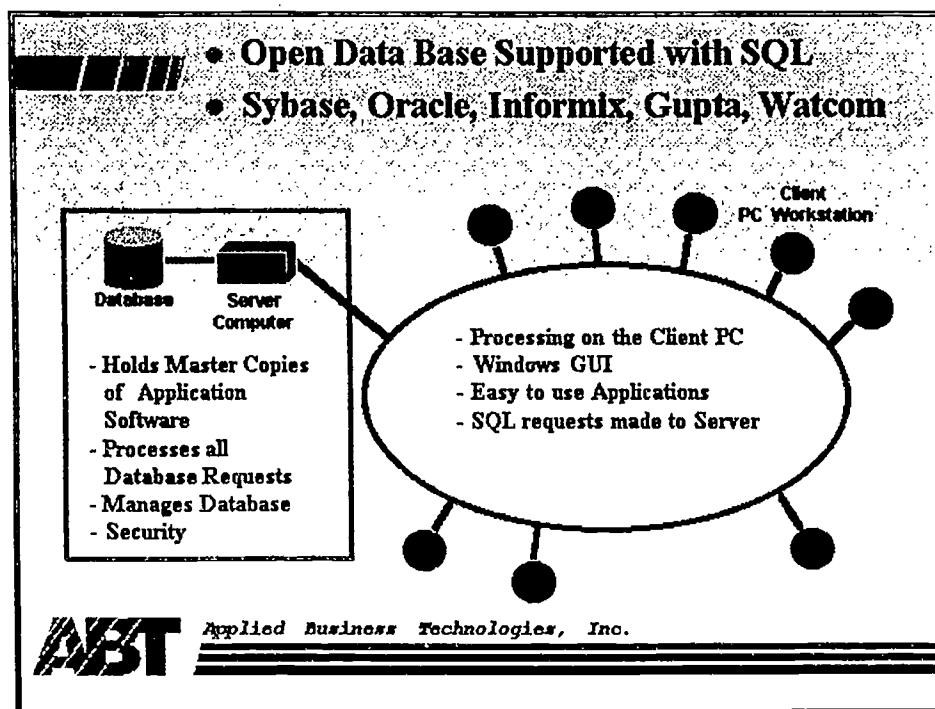 • Open Data Base Supported with SQL
• Sybase, Oracle, Informix, Gupta, Watcom
Client
PC Workstation
Database
Server
Computer
- Holds Master Copies
of Application
Software
- Processes all
Database Requests
- Manages Database
- Security
- Processing on the Client PC
- Windows GUI
- Easy to use Applications
- SQL requests made to Server
ABT
Applied Business Technologies, Inc.